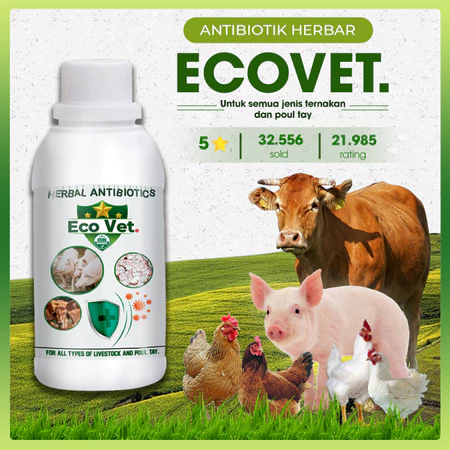 ANTIBIOTIK HERBAR
ECOVET.
Untuk semua jenis ternakan
dan poul tay
5
32.556
sold
21.985
rating
HERBAL ANTIBIOTICS
Eco Vet.
FOR ALL TYPES OF LIVESTOCK AND POUL TAY.